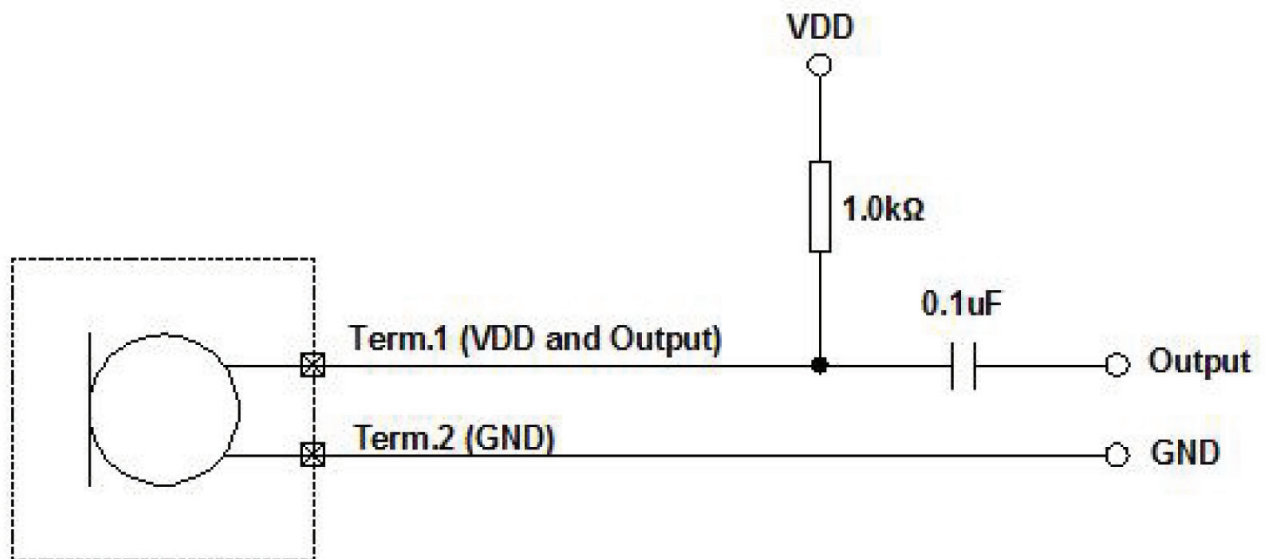 VDD
1.0kΩ
0.1uF
Term.1 (VDD and Output)
Output
Term.2 (GND)
GND